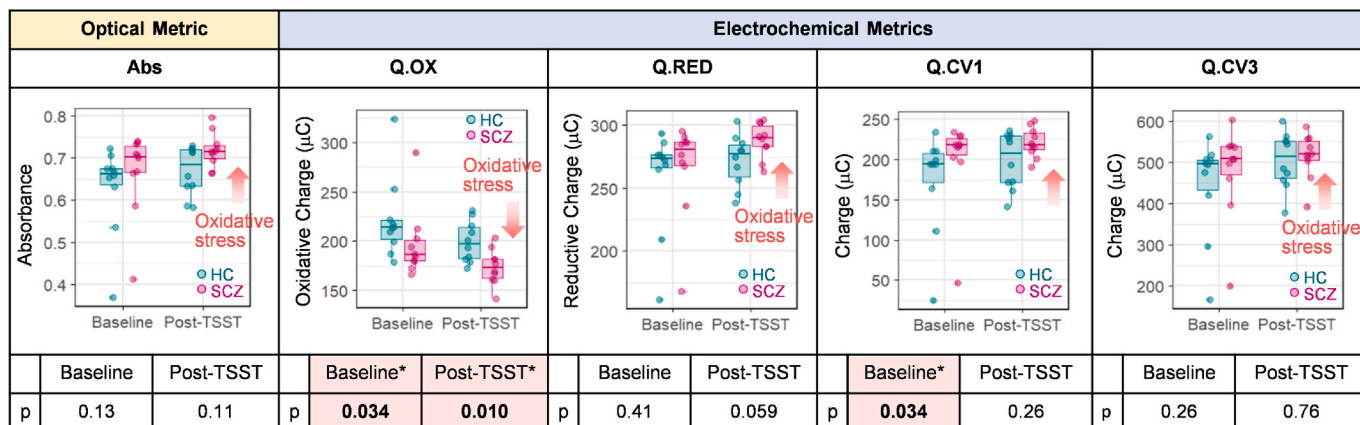 Optical Metric Electrochemical Metrics
Abs Q.OX Q.RED Q.CV1 Q.CV3
Absorbance
0.8
0.7
0.6
0.5
0.4
Oxidative
stress
HC
SCZ
Baseline Post-TSST
Oxidative Charge (μC)
300
250
200
150
HC
SCZ
Oxidative
stress
Baseline Post-TSST
Reductive Charge (μC)
300
250
200
Oxidative
stress
HC
SCZ
Baseline Post-TSST
Charge (μC)
250
200
150
100
50
Oxidative
stress
HC
SCZ
Baseline Post-TSST
Charge (μC)
600
500
400
300
200
Oxidative
stress
HC
SCZ
Baseline Post-TSST
Baseline Post-TSST Baseline* Post-TSST* Baseline Post-TSST Baseline* Post-TSST Baseline Post-TSST
p 0.13 0.11 p 0.034 0.010 p 0.41 0.059 p 0.034 0.26 p 0.26 0.76